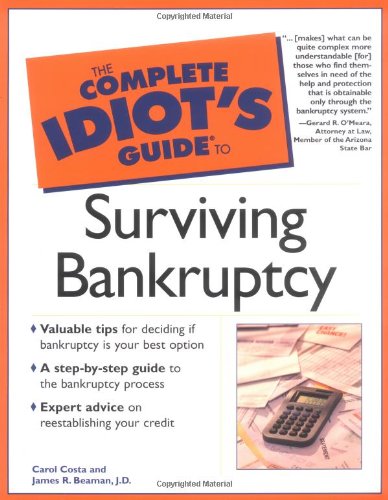 Copyrighted Material
THE
COMPLETE
IDIOT'S
GUIDE® TO
"... [makes] what can be
quite complex more
understandable [for]
those who find them-
selves in need of the
help and protection
that is obtainable
only through the
bankruptcy system."
—Gerard R. O'Meara,
Attorney at Law,
Member of the Arizona
State Bar
Surviving
Bankruptcy
Valuable tips for deciding if
bankruptcy is your best option
A step-by-step guide to
the bankruptcy process
Expert advice on
reestablishing your credit
Carol Costa and
James R. Beaman, J.D.
Copyrighted Material